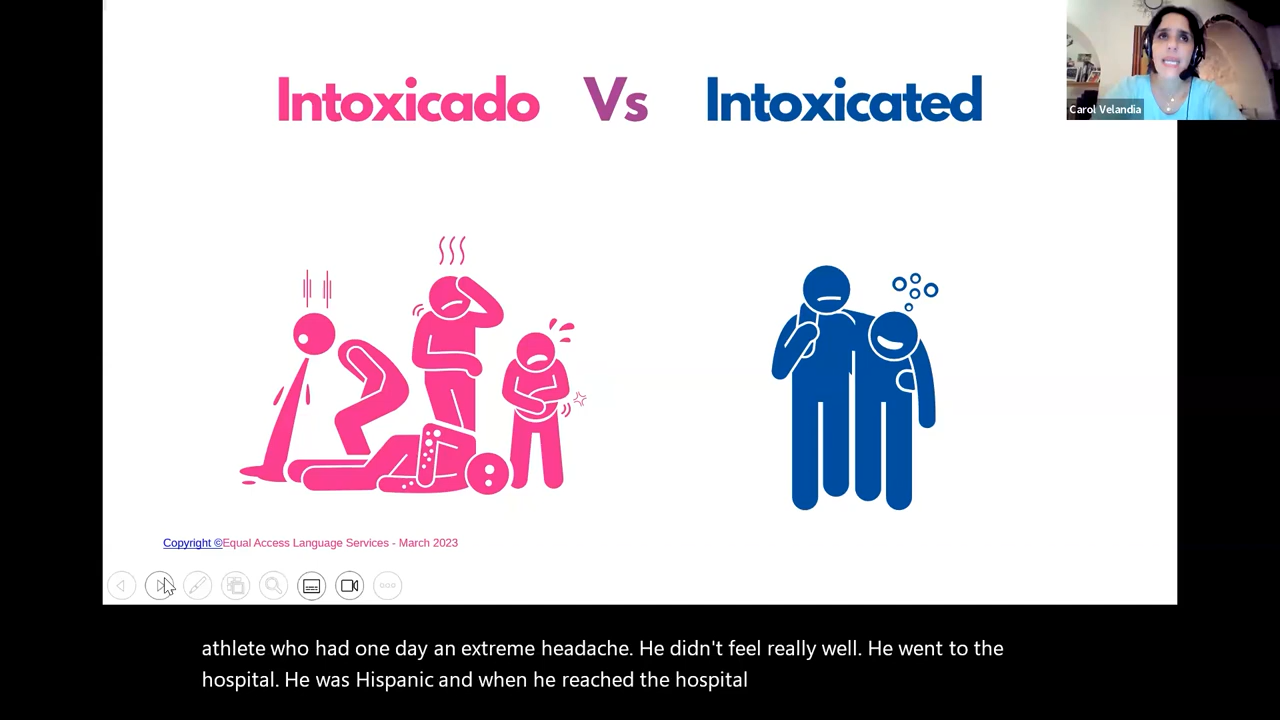 Intoxicado Vs Intoxicated
Carol Velandia
Copyright ©Equal Access Language Services - March 2023
athlete who had one day an extreme headache. He didn't feel really well. He went to the
hospital. He was Hispanic and when he reached the hospital